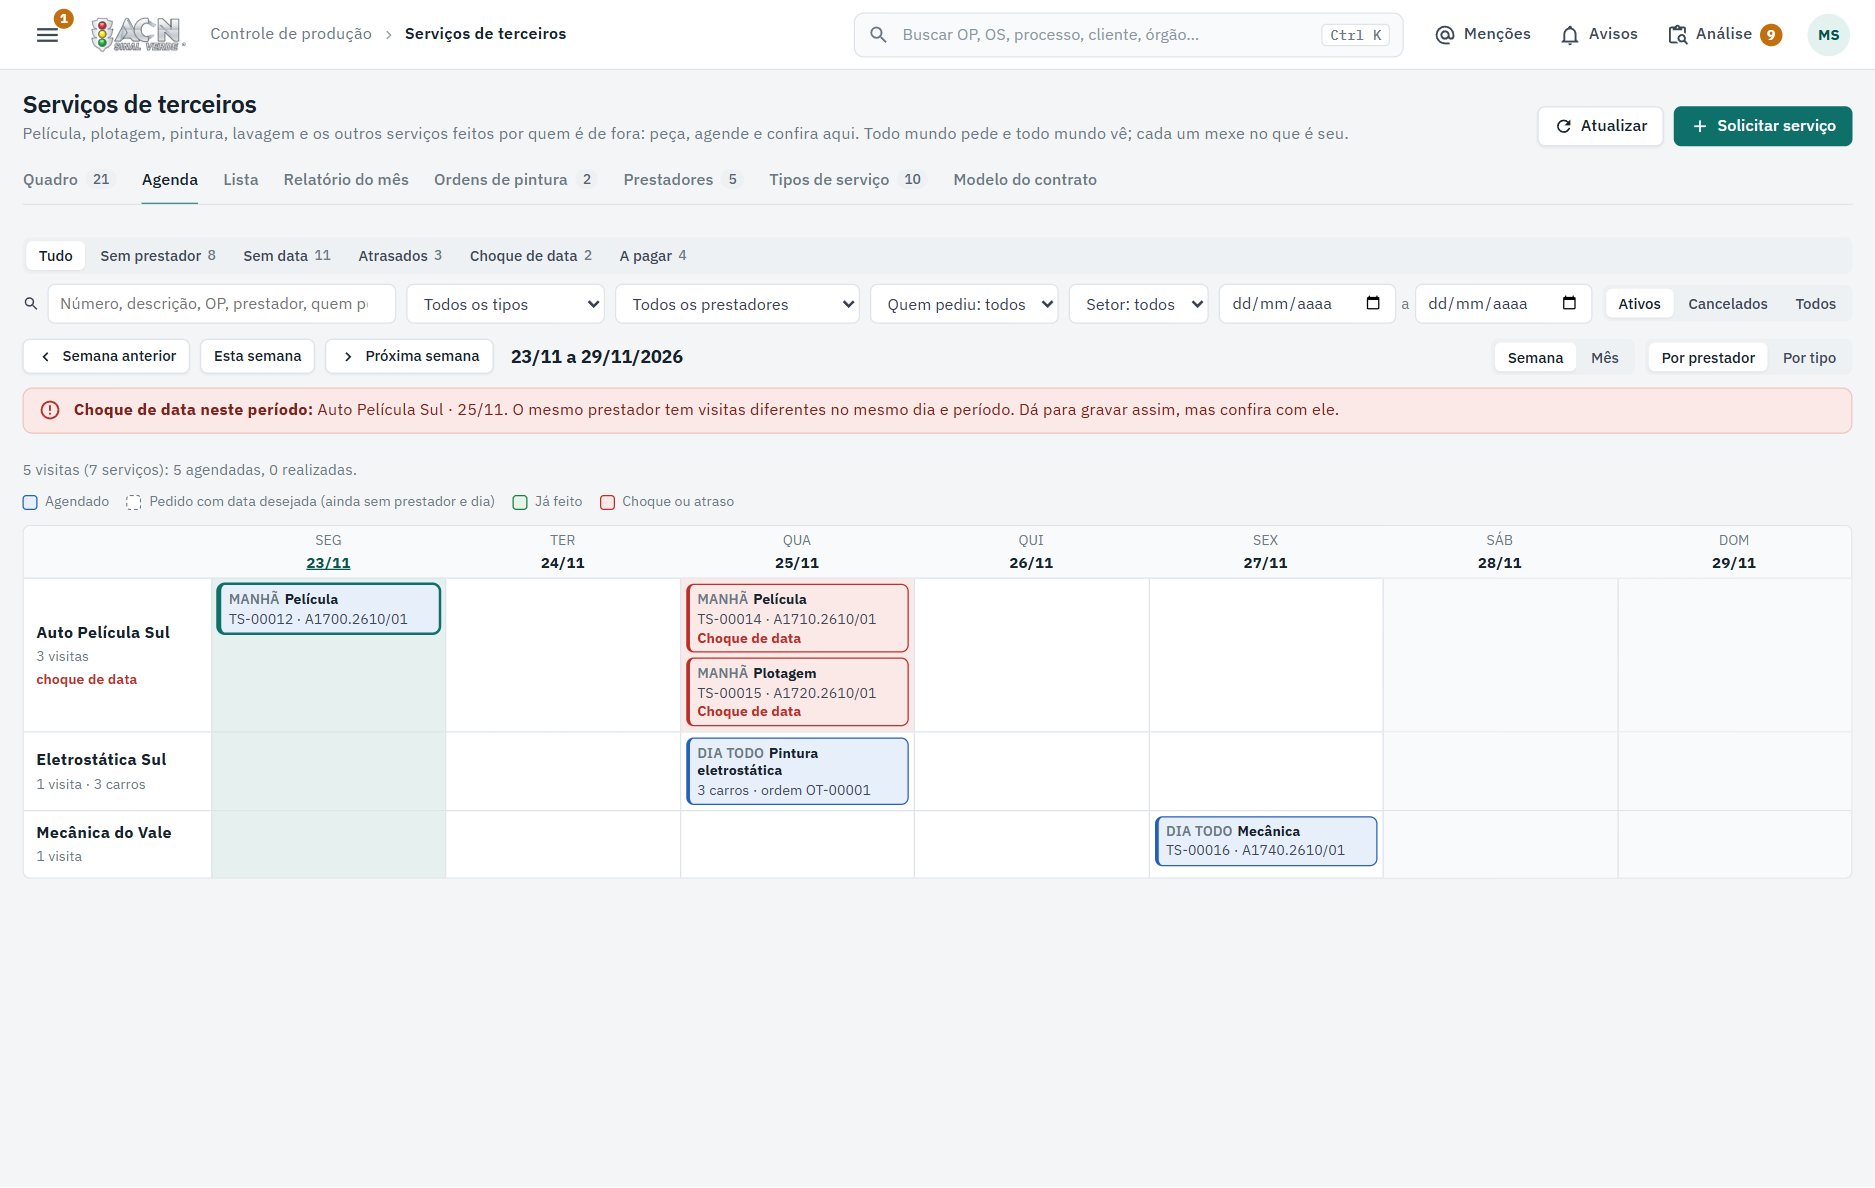 1
ACN
SINAL VERDE
Controle de produção › Serviços de terceiros
Buscar OP, OS, processo, cliente, órgão...
Ctrl K
Menções
Avisos
Análise 9
MS
Serviços de terceiros
Película, plotagem, pintura, lavagem e os outros serviços feitos por quem é de fora: peça, agende e confira aqui. Todo mundo pede e todo mundo vê; cada um mexe no que é seu.
Atualizar
+ Solicitar serviço
Quadro 21 Agenda Lista Relatório do mês Ordens de pintura 2 Prestadores 5 Tipos de serviço 10 Modelo do contrato
Tudo Sem prestador 8 Sem data 11 Atrasados 3 Choque de data 2 A pagar 4
Número, descrição, OP, prestador, quem p
Todos os tipos
Todos os prestadores
Quem pediu: todos
Setor: todos
dd/mm/aaaa a dd/mm/aaaa
Ativos Cancelados Todos
‹ Semana anterior
Esta semana
› Próxima semana
23/11 a 29/11/2026
Semana Mês
Por prestador Por tipo
Choque de data neste período: Auto Película Sul · 25/11. O mesmo prestador tem visitas diferentes no mesmo dia e período. Dá para gravar assim, mas confira com ele.
5 visitas (7 serviços): 5 agendadas, 0 realizadas.
Agendado Pedido com data desejada (ainda sem prestador e dia) Já feito Choque ou atraso
SEG TER QUA QUI SEX SÁB DOM
23/11 24/11 25/11 26/11 27/11 28/11 29/11
Auto Película Sul
3 visitas
choque de data
MANHÃ Película
TS-00012 · A1700.2610/01
MANHÃ Película
TS-00014 · A1710.2610/01
Choque de data
MANHÃ Plotagem
TS-00015 · A1720.2610/01
Choque de data
Eletrostática Sul
1 visita · 3 carros
DIA TODO Pintura
eletrostática
3 carros · ordem OT-00001
Mecânica do Vale
1 visita
DIA TODO Mecânica
TS-00016 · A1740.2610/01